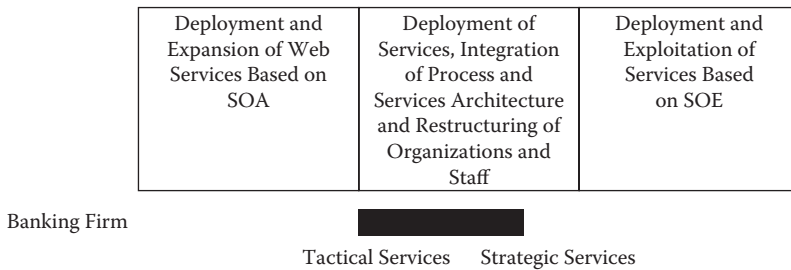 Deployment and
Expansion of Web
Services Based on
SOA
Deployment of
Services, Integration
of Process and
Services Architecture
and Restructuring of
Organizations and
Staff
Deployment and
Exploitation of
Services Based
on SOE
Banking Firm
Tactical Services
Strategic Services